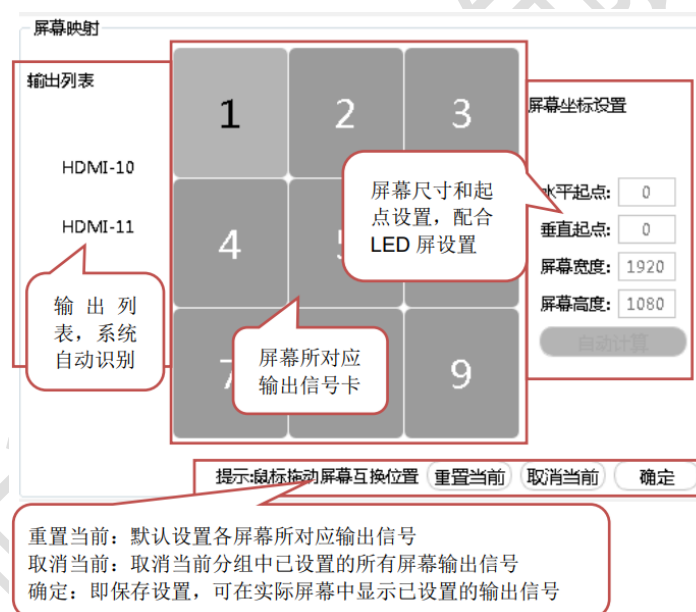 屏幕映射
输出列表
HDMI-10
HDMI-11
输出列
表，系统
自动识别
1
2
3
4
5
7
9
屏幕尺寸和起
点设置，配合
LED 屏设置
屏幕所对应
输出信号卡
屏幕坐标设置
水平起点: 0
垂直起点: 0
屏幕宽度: 1920
屏幕高度: 1080
自动计算
提示:鼠标拖动屏幕互换位置
重置当前
取消当前
确定
重置当前：默认设置各屏幕所对应输出信号
取消当前：取消当前分组中已设置的所有屏幕输出信号
确定：即保存设置，可在实际屏幕中显示已设置的输出信号